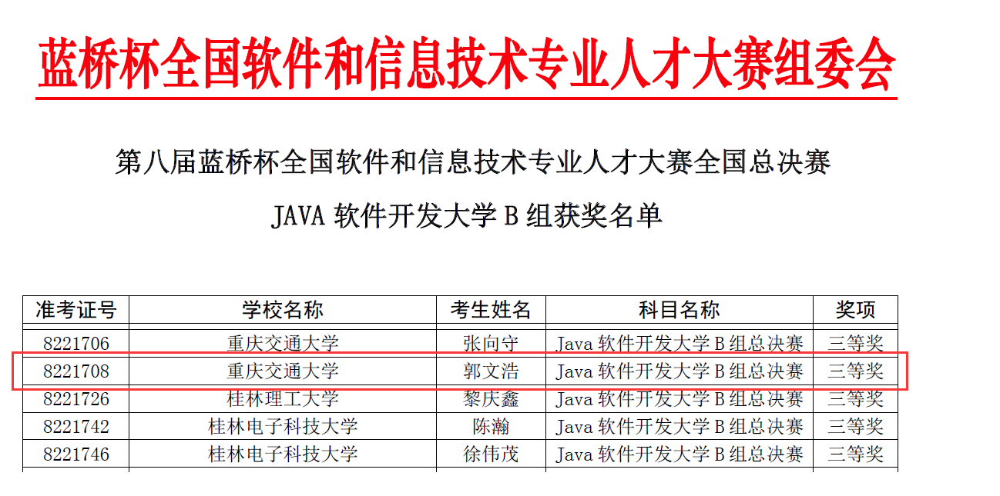 蓝桥杯全国软件和信息技术专业人才大赛组委会
第八届蓝桥杯全国软件和信息技术专业人才大赛全国总决赛
JAVA 软件开发大学 B 组获奖名单
准考证号 学校名称 考生姓名 科目名称 奖项
8221706 重庆交通大学 张向守 Java 软件开发大学 B 组总决赛 三等奖
8221708 重庆交通大学 郭文浩 Java 软件开发大学 B 组总决赛 三等奖
8221726 桂林理工大学 黎庆鑫 Java 软件开发大学 B 组总决赛 三等奖
8221742 桂林电子科技大学 陈瀚 Java 软件开发大学 B 组总决赛 三等奖
8221746 桂林电子科技大学 徐伟茂 Java 软件开发大学 B 组总决赛 三等奖